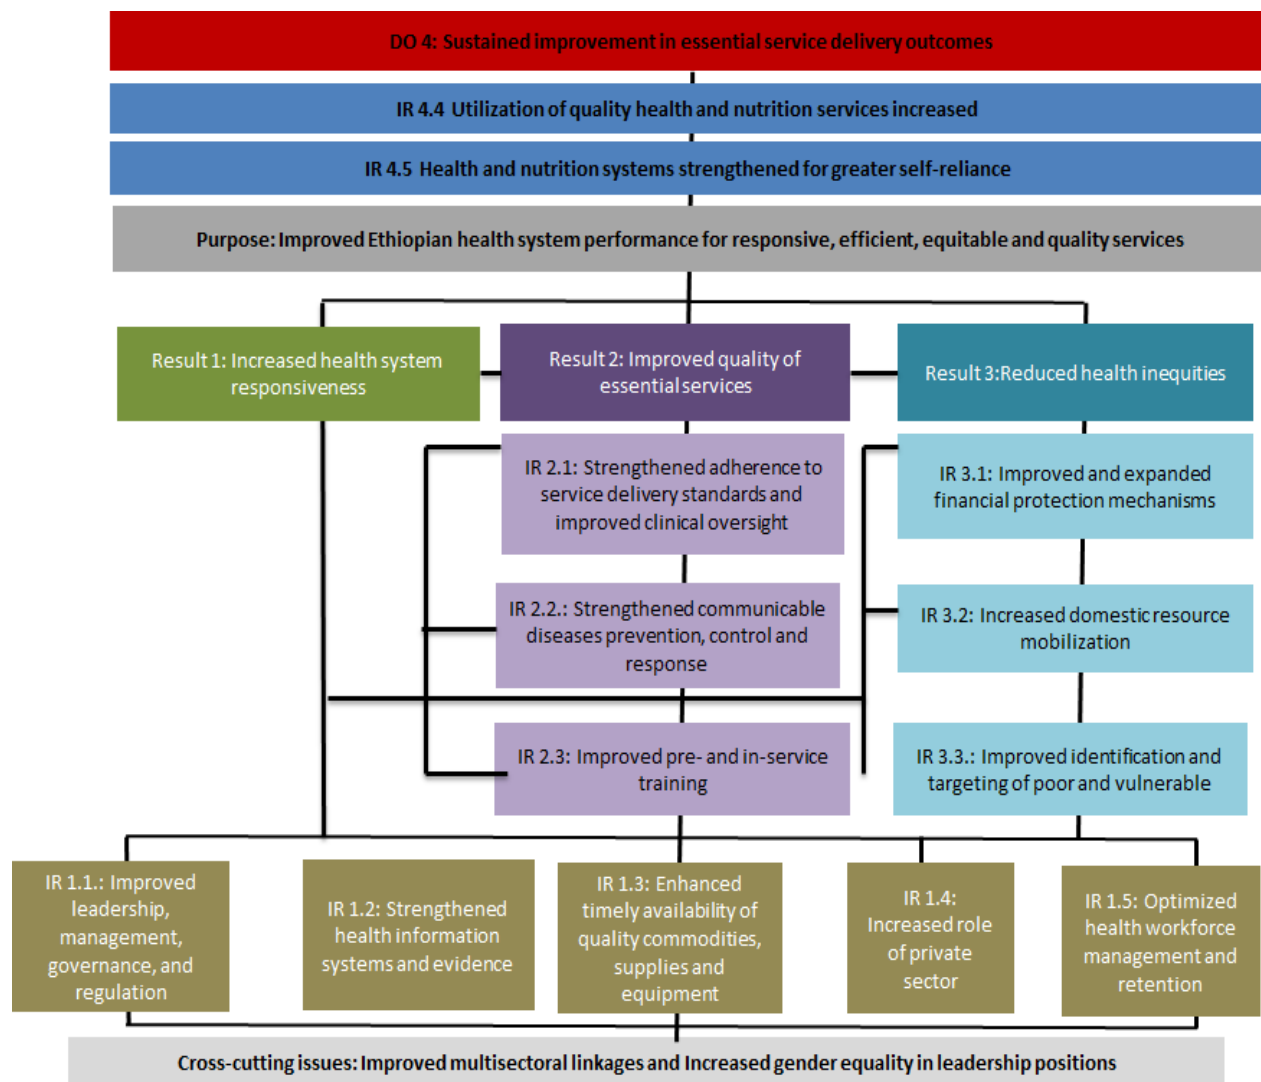 DO 4: Sustained improvement in essential service delivery outcomes
IR 4.4 Utilization of quality health and nutrition services increased
IR 4.5 Health and nutrition systems strengthened for greater self-reliance
Purpose: Improved Ethiopian health system performance for responsive, efficient, equitable and quality services
Result 1: Increased health system
responsiveness
Result 2: Improved quality of
essential services
Result 3:Reduced health inequities
IR 2.1: Strengthened adherence to
service delivery standards and
improved clinical oversight
IR 3.1: Improved and expanded
financial protection mechanisms
IR 2.2.: Strengthened communicable
diseases prevention, control and
response
IR 3.2: Increased domestic resource
mobilization
IR 2.3: Improved pre- and in-service
training
IR 3.3.: Improved identification and
targeting of poor and vulnerable
IR 1.1.: Improved
leadership,
management,
governance, and
regulation
IR 1.2: Strengthened
health information
systems and evidence
IR 1.3: Enhanced
timely availability of
quality commodities,
supplies and
equipment
IR 1.4:
Increased role
of private
sector
IR 1.5: Optimized
health workforce
management and
retention
Cross-cutting issues: Improved multisectoral linkages and Increased gender equality in leadership positions